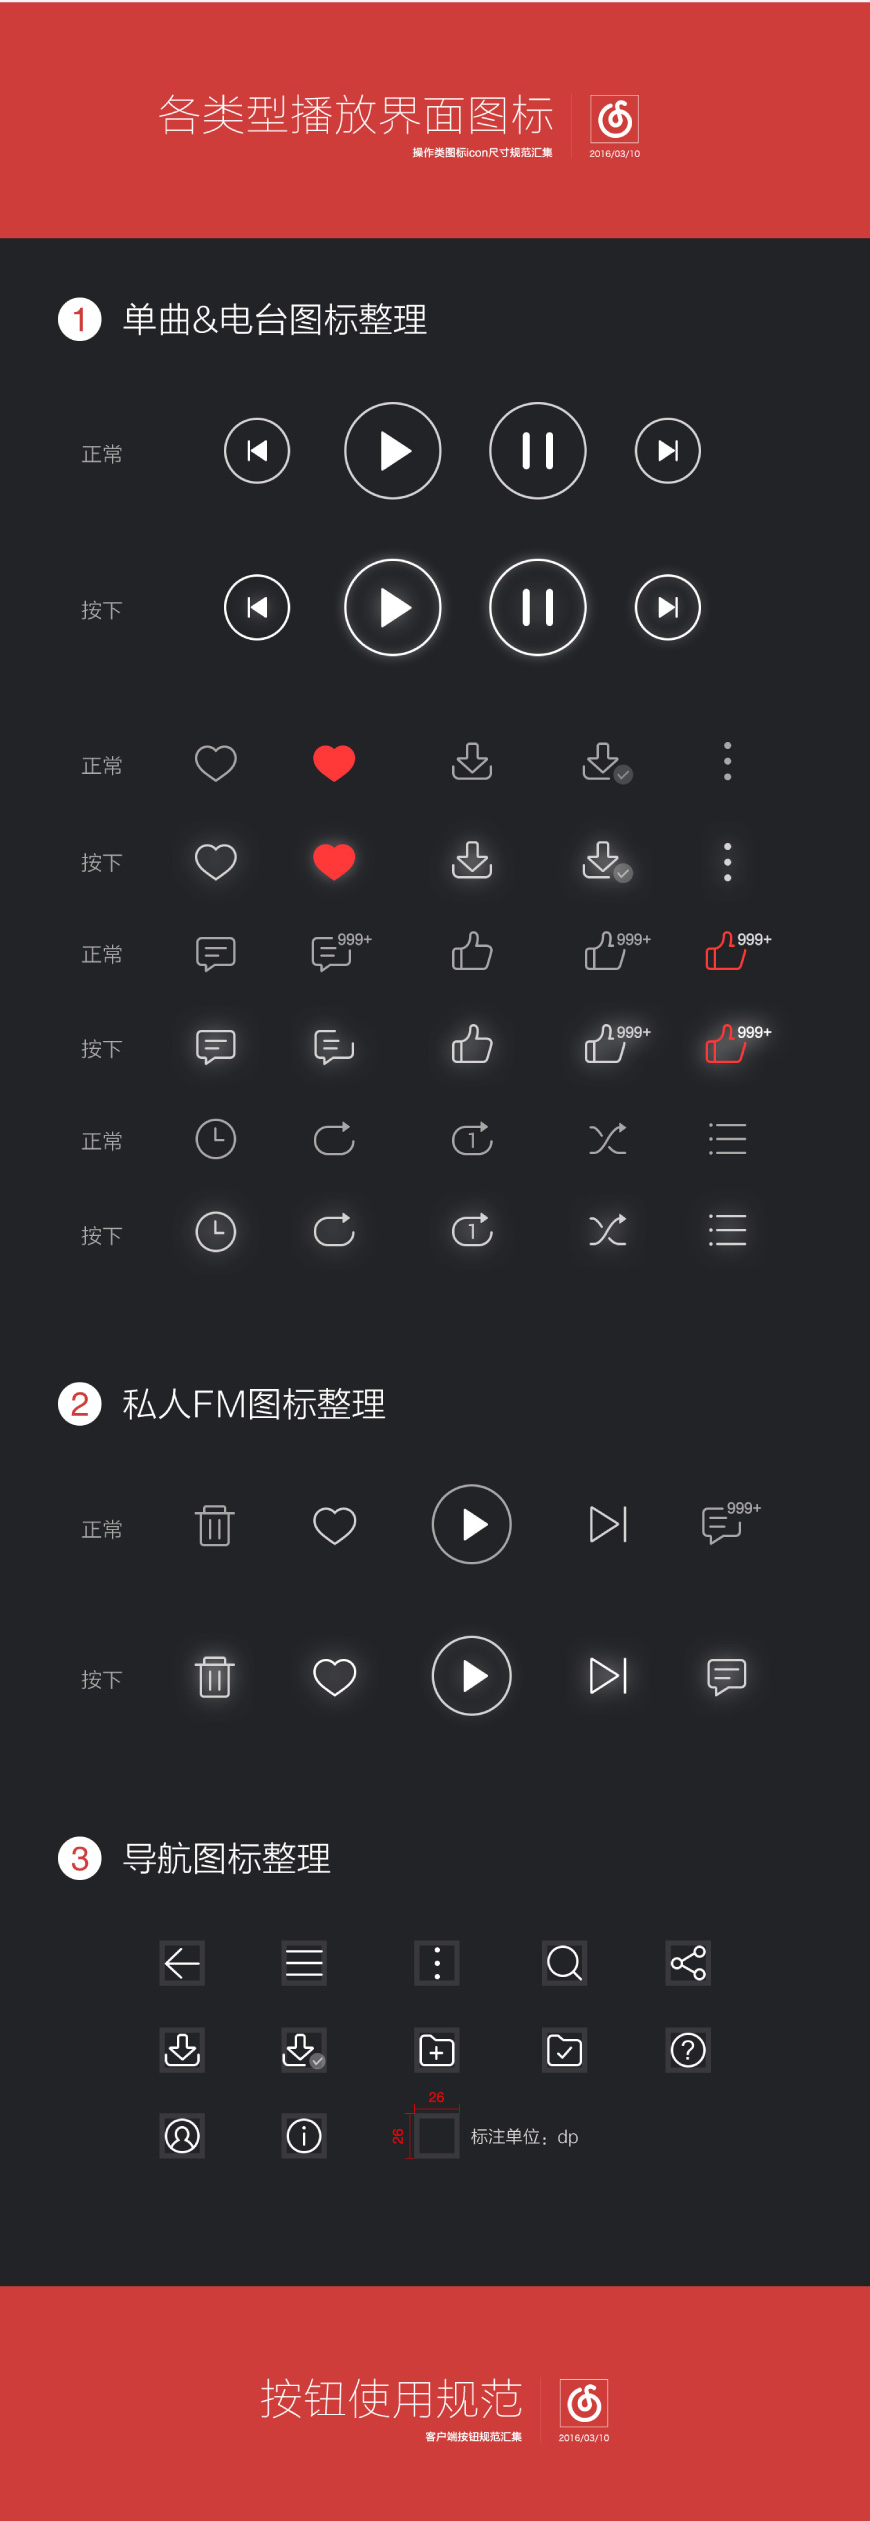 各类型播放界面图标
操作类图标icon尺寸规范汇集
2016/03/10
1 单曲&电台图标整理
正常
按下
正常
按下
正常 999+ 999+ 999+
按下 999+ 999+
正常 1
按下 1
2 私人FM图标整理
正常 999+
按下
3 导航图标整理
26
26 标注单位：dp
按钮使用规范
客户端按钮规范汇集
2016/03/10